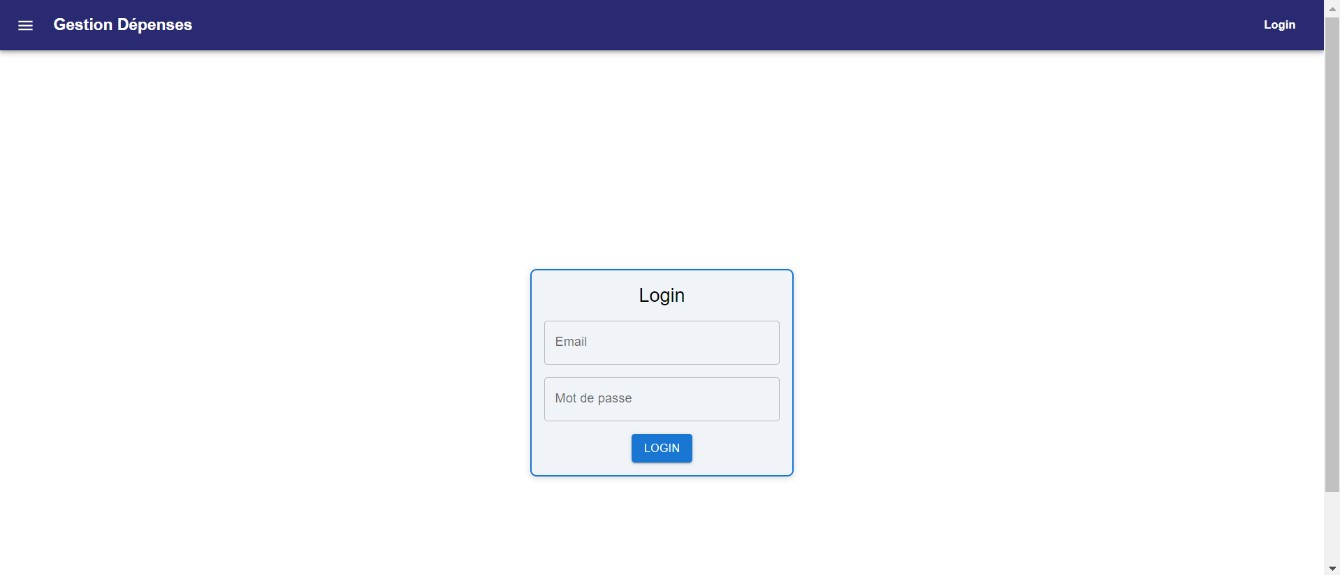 Gestion Dépenses
Login
Login
Email
Mot de passe
LOGIN